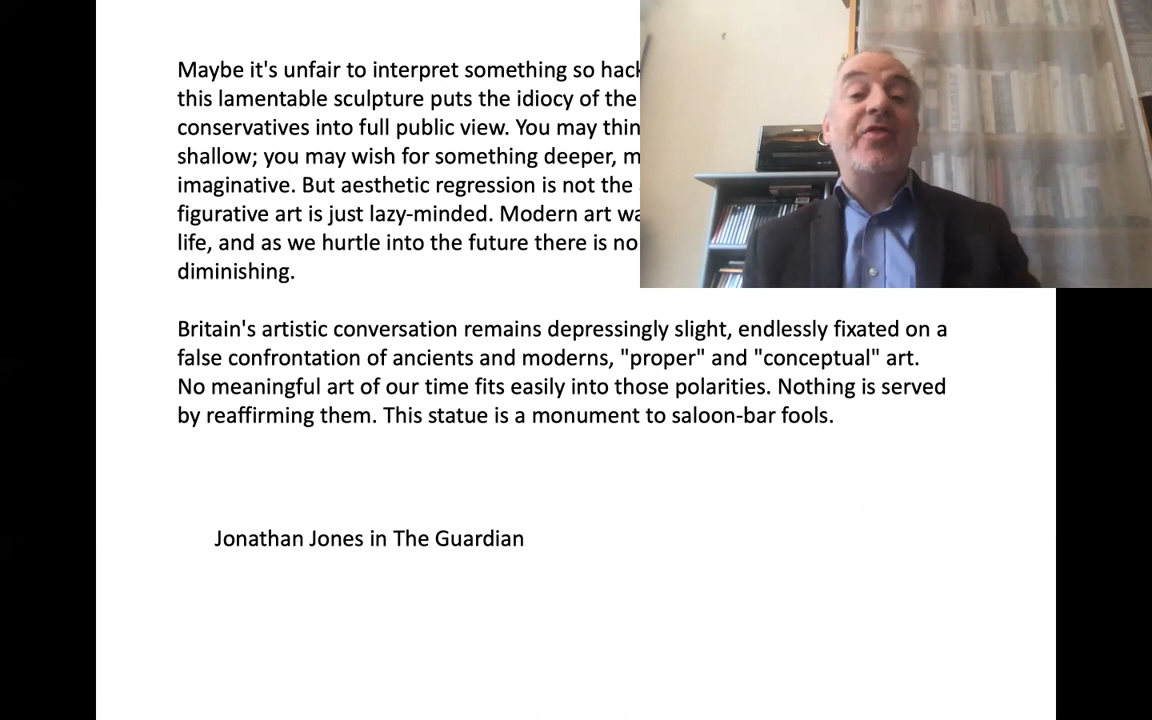 Maybe it's unfair to interpret something so
this lamentable sculpture puts the idiocy of the
conservatives into full public view. You may
shallow; you may wish for something deeper,
imaginative. But aesthetic regression is not the
figurative art is just lazy-minded. Modern art
life, and as we hurtle into the future there is no
diminishing.
Britain's artistic conversation remains depressingly slight, endlessly fixated on a
false confrontation of ancients and moderns, "proper" and "conceptual" art.
No meaningful art of our time fits easily into those polarities. Nothing is served
by reaffirming them. This statue is a monument to saloon-bar fools.
Jonathan Jones in The Guardian